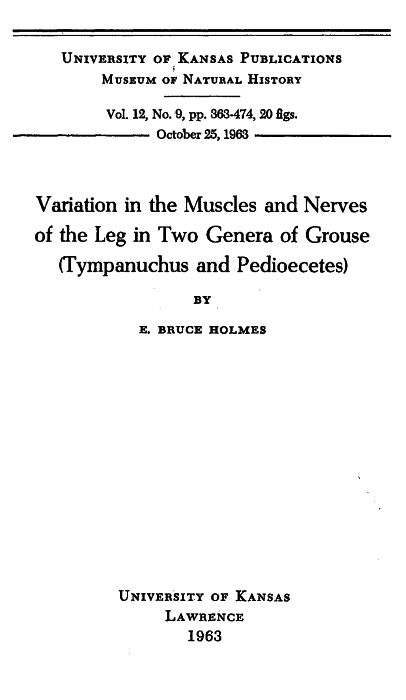 University of Kansas Publications
Museum of Natural History
Vol. 12, No. 9, pp. 363-474, 20 figs.
October 25, 1963
Variation in the Muscles and Nerves
of the Leg in Two Genera of Grouse
(Tympanuchus and Pedioecetes)
BY
E. BRUCE HOLMES
University of Kansas
Lawrence
1963